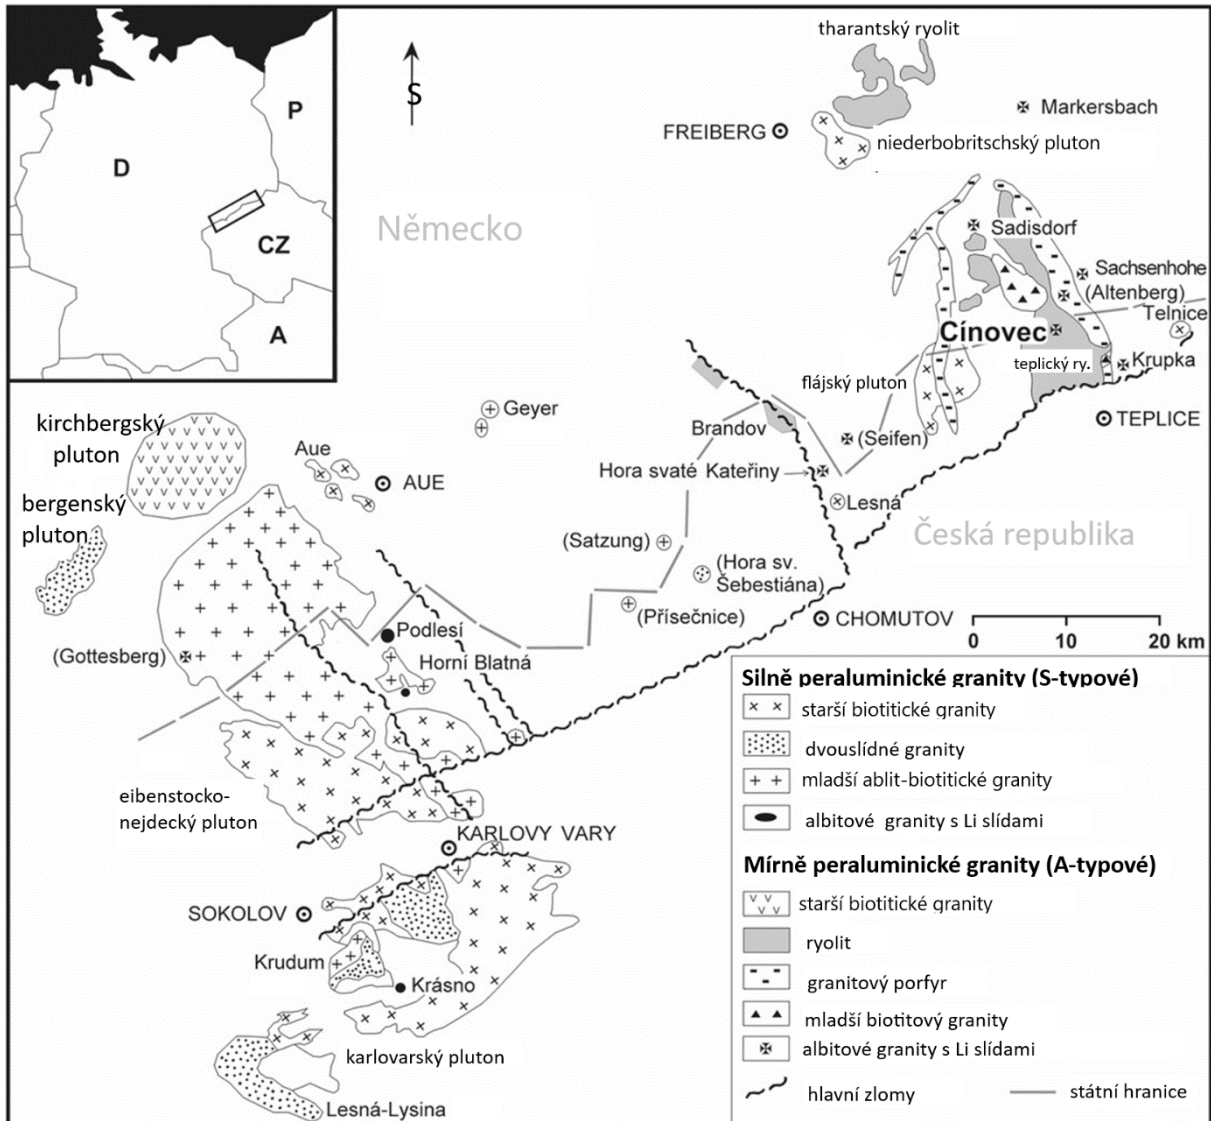 P
D
CZ
A
S
Německo
tharantský ryolit
Markersbach
FREIBERG
niederbobritschský pluton
Sadisdorf
Sachsenhohe
(Altenberg)
Telnice
Cínovec
teplický ry.
Krupka
flájský pluton
TEPLICE
Geyer
Brandov
(Seifen)
Hora svaté Kateřiny
Lesná
Česká republika
kirchbergský
pluton
Aue
AUE
bergenský
pluton
(Satzung)
(Hora sv.
Šebestiána)
(Přísečnice)
CHOMUTOV
0 10 20 km
Podlesí
(Gottesberg)
Horní Blatná
eibenstocko-
nejdecký pluton
KARLOVY VARY
SOKOLOV
Krudum
Krásno
karlovarský pluton
Lesná-Lysina
Silně peraluminické granity (S-typové)
starší biotitické granity
dvouslídné granity
mladší ablit-biotitické granity
albitové granity s Li slídami
Mírně peraluminické granity (A-typové)
starší biotitické granity
ryolit
granitový porfyr
mladší biotitový granity
albitové granity s Li slídami
hlavní zlomy
státní hranice